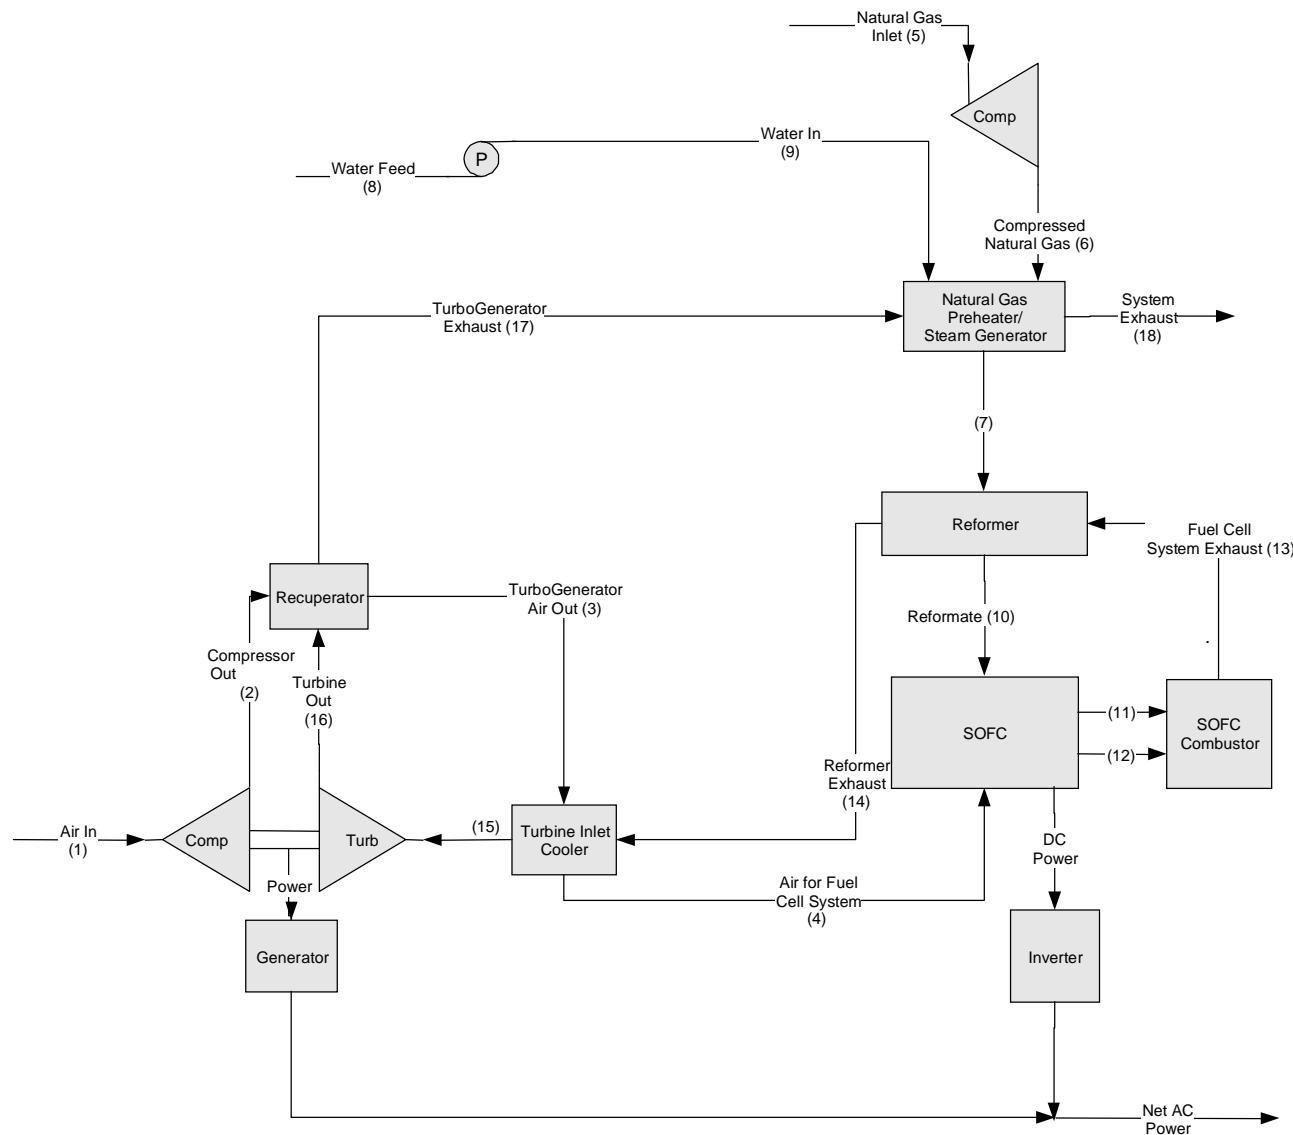 Natural Gas
Inlet (5)
Comp
P
Water In
(9)
Water Feed
(8)
Compressed
Natural Gas (6)
TurboGenerator
Exhaust (17)
Natural Gas
Preheater/
Steam Generator
System
Exhaust
(18)
(7)
Reformer
Fuel Cell
System Exhaust (13)
Recuperator
TurboGenerator
Air Out (3)
Reformate (10)
Compressor
Out
(2)
Turbine
Out
(16)
SOFC
(11)
(12)
SOFC
Combustor
Reformer
Exhaust
(14)
Air In
(1)
Comp
Turb
(15)
Turbine Inlet
Cooler
DC
Power
Power
Air for Fuel
Cell System
(4)
Generator
Inverter
Net AC
Power